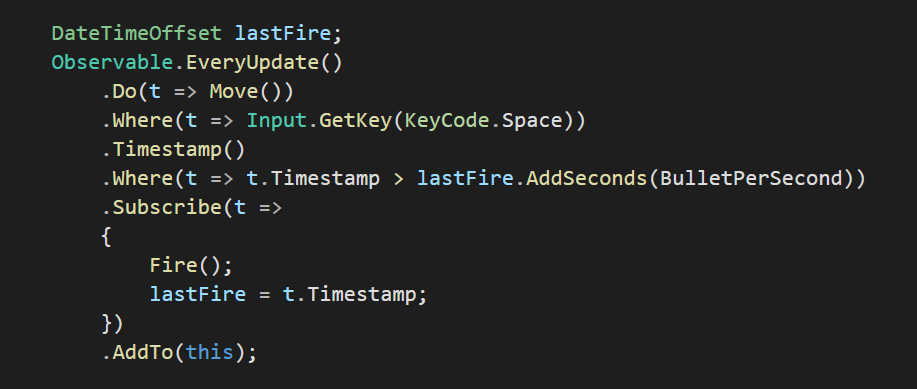 DateTimeOffset lastFire;
Observable.EveryUpdate()
    .Do(t => Move())
    .Where(t => Input.GetKey(KeyCode.Space))
    .Timestamp()
    .Where(t => t.Timestamp > lastFire.AddSeconds(BulletPerSecond))
    .Subscribe(t =>
    {
        Fire();
        lastFire = t.Timestamp;
    })
    .AddTo(this);